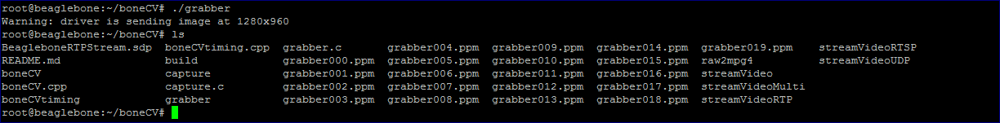 root@beaglebone:~/boneCV# ./grabber
Warning: driver is sending image at 1280x960
root@beaglebone:~/boneCV# ls
BeagleboneRTPStream.sdp boneCVtiming.cpp grabber.c grabber004.ppm grabber009.ppm grabber014.ppm grabber019.ppm streamVideoRTSP
README.md build grabber000.ppm grabber005.ppm grabber010.ppm grabber015.ppm raw2mpg4 streamVideoUDP
boneCV capture grabber001.ppm grabber006.ppm grabber011.ppm grabber016.ppm streamVideo
boneCV.cpp capture.c grabber002.ppm grabber007.ppm grabber012.ppm grabber017.ppm streamVideoMulti
boneCVtiming grabber grabber003.ppm grabber008.ppm grabber013.ppm grabber018.ppm streamVideoRTP
root@beaglebone:~/boneCV#